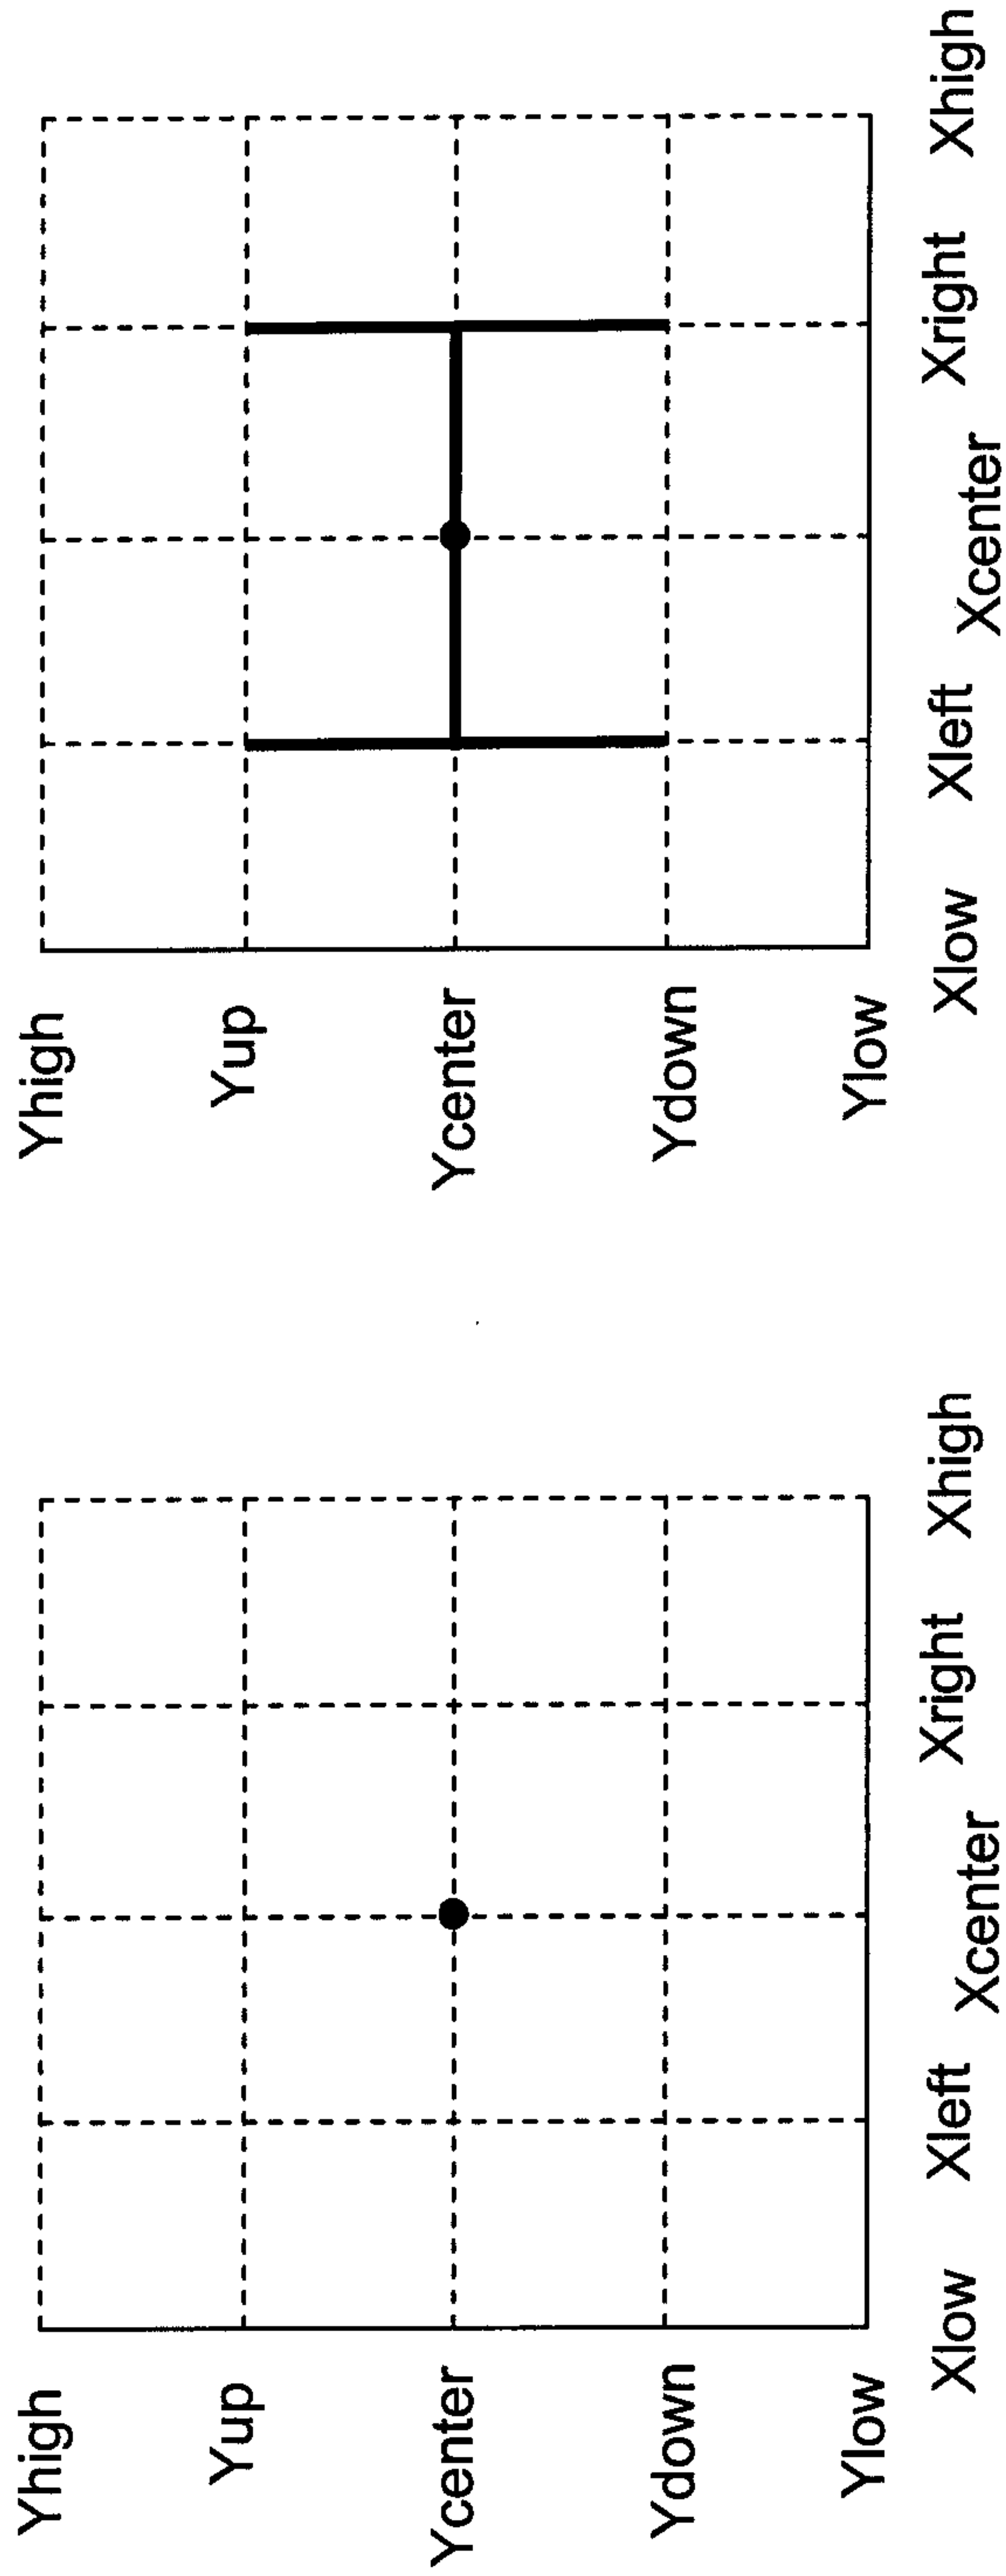 Yhigh
Yup
Ycenter
Ydown
Ylow
Xlow Xleft Xcenter Xright Xhigh
Yhigh
Yup
Ycenter
Ydown
Ylow
Xlow Xleft Xcenter Xright Xhigh